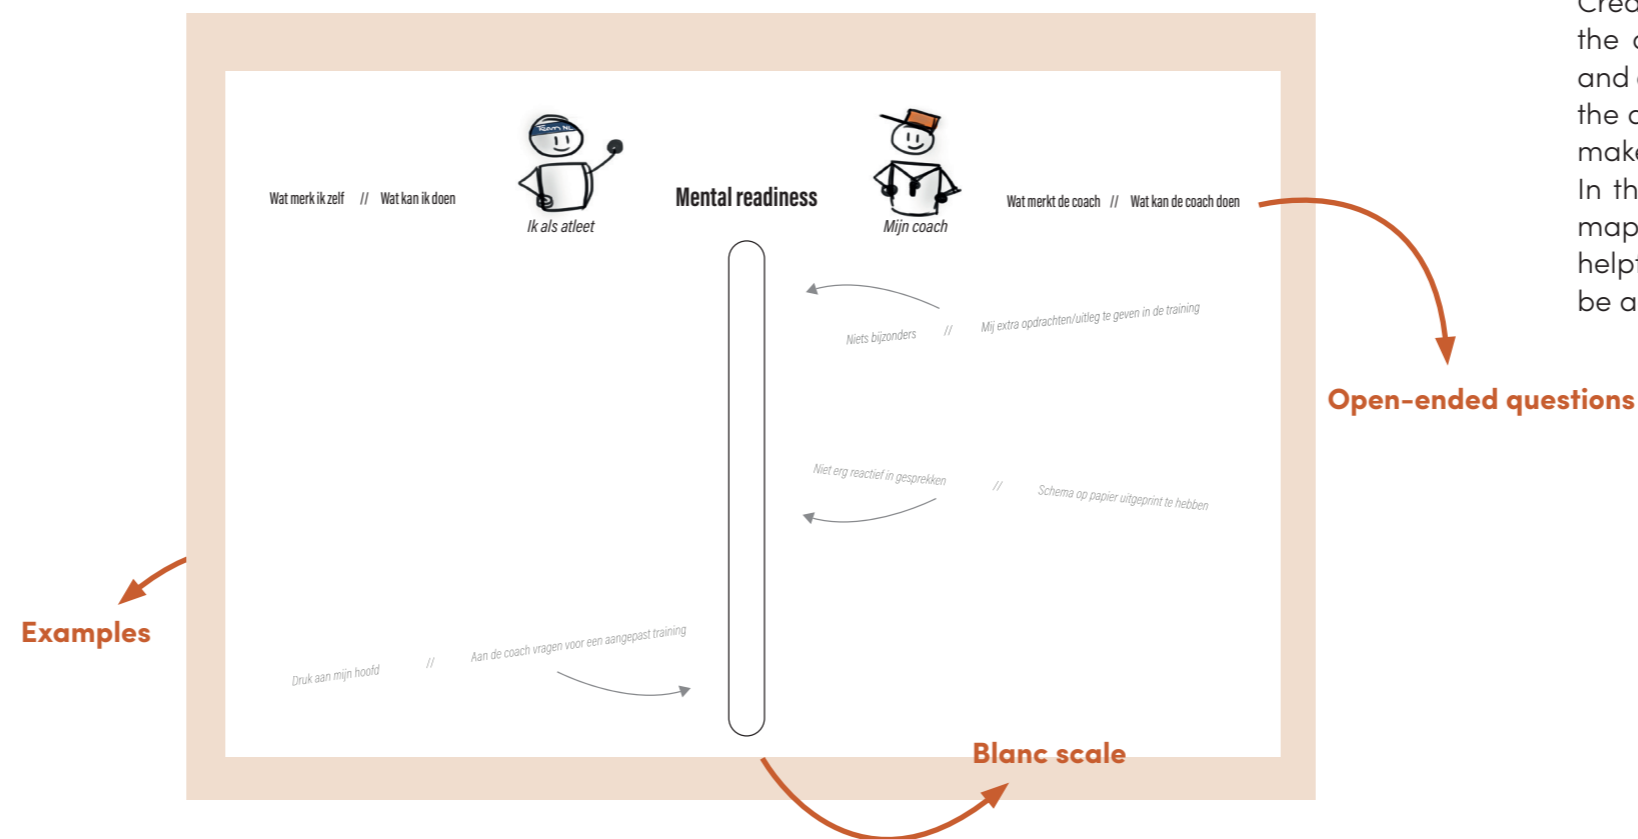 the
and
the
make
In th
map
be a
Team NL
Wat merk ik zelf // Wat kan ik doen
Ik als atleet
Mental readiness
Mijn coach
Wat merkt de coach // Wat kan de coach doen
Niets bijzonders // Mij extra opdrachten/uitleg te geven in de training
Open-ended questions
Niet erg reactief in gesprekken // Schema op papier uitgeprint te hebben
Examples
Druk aan mijn hoofd // Aan de coach vragen voor een aangepast training
Blanc scale